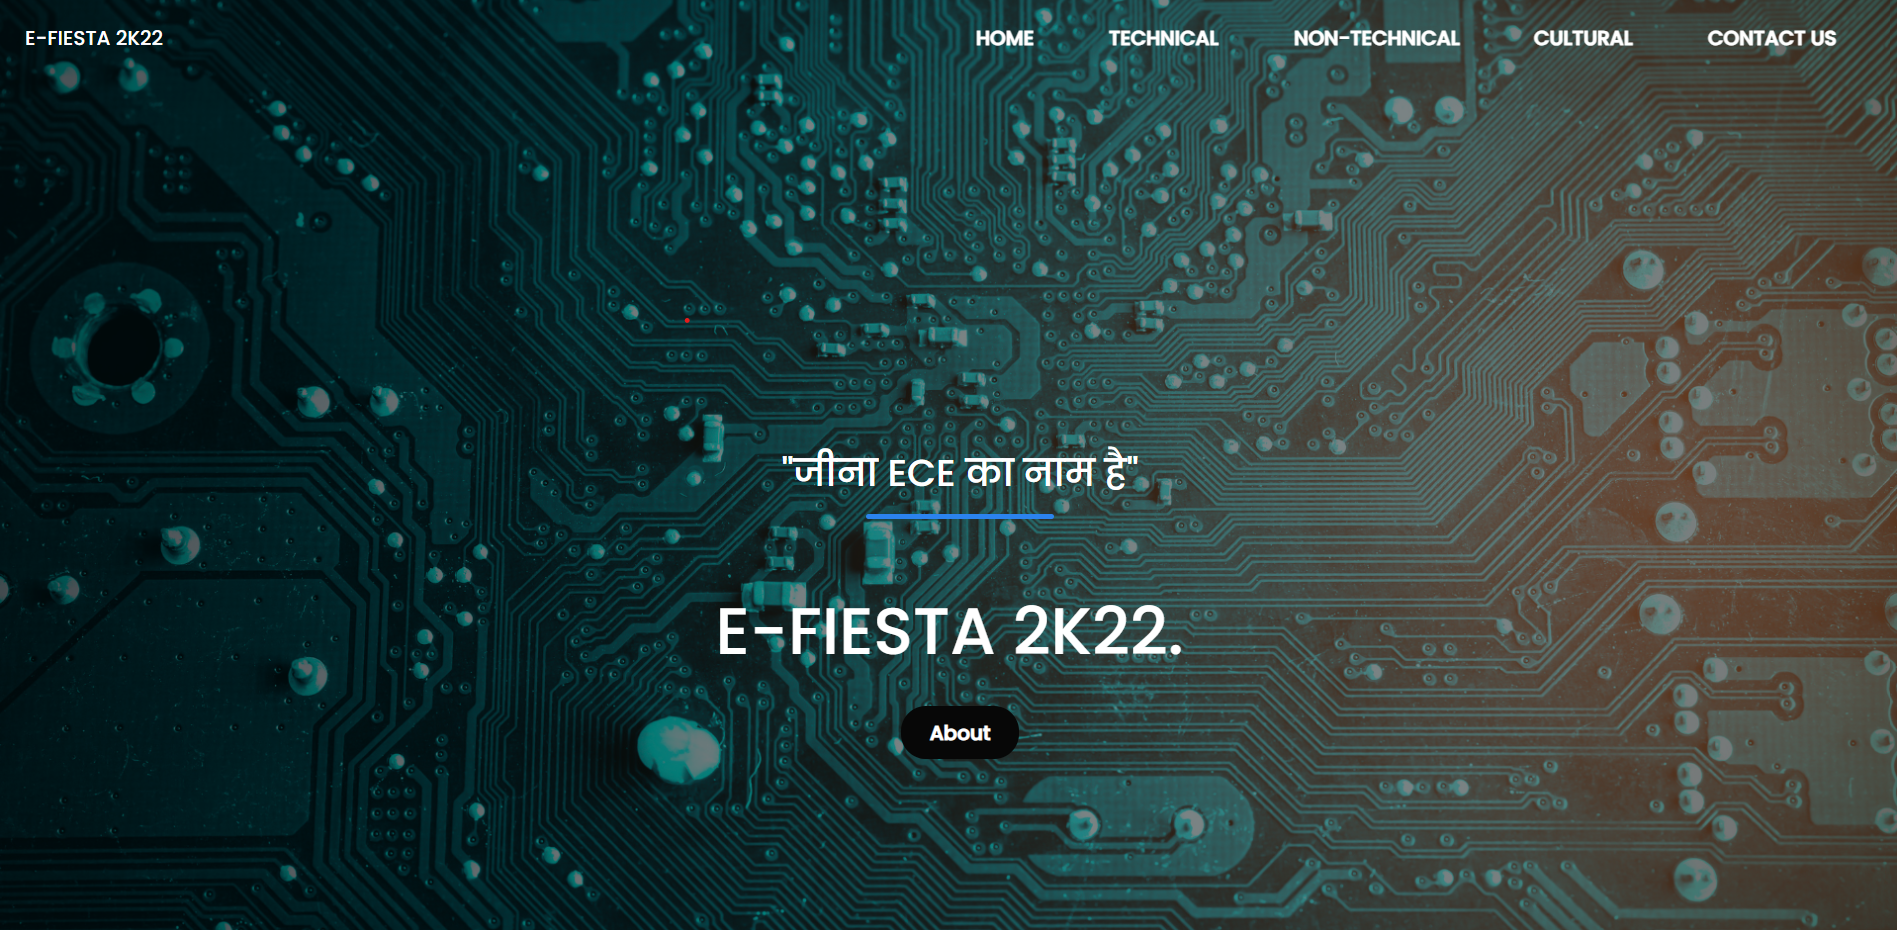 E-FIESTA 2K22
HOME
TECHNICAL
NON-TECHNICAL
CULTURAL
CONTACT US
"जीना ECE का नाम है"
E-FIESTA 2K22.
About